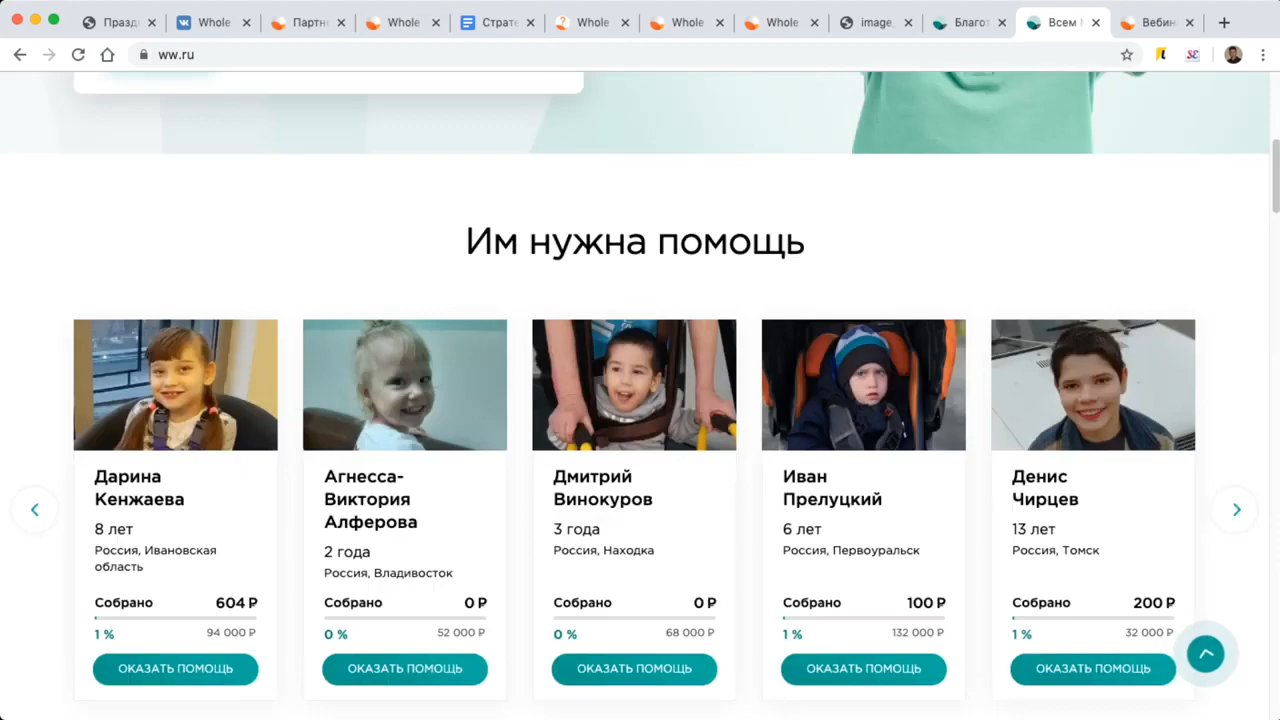 Празд
Whole
Партн
Whole
Страте
Whole
Whole
Whole
image_
Благот
Всем
Вебин
ww.ru
Им нужна помощь
Дарина
Кенжаева
8 лет
Россия, Ивановская
область
Собрано 604 ₽
1 % 94 000 ₽
ОКАЗАТЬ ПОМОЩЬ
Агнесса-
Виктория
Алферова
2 года
Россия, Владивосток
Собрано 0 ₽
0 % 52 000 ₽
ОКАЗАТЬ ПОМОЩЬ
Дмитрий
Винокуров
3 года
Россия, Находка
Собрано 0 ₽
0 % 68 000 ₽
ОКАЗАТЬ ПОМОЩЬ
Иван
Прелуцкий
6 лет
Россия, Первоуральск
Собрано 100 ₽
1 % 132 000 ₽
ОКАЗАТЬ ПОМОЩЬ
Денис
Чирцев
13 лет
Россия, Томск
Собрано 200 ₽
1 % 32 000 ₽
ОКАЗАТЬ ПОМОЩЬ